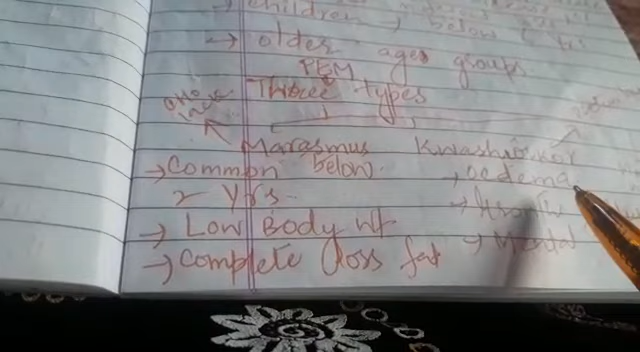 → children → below
→ older ages groups.
PEM
Three types
Marasmus Kwashiorkor
→ Common below → oedema
2 yrs.
→ Low Body wt → Mental
→ Complete loss fat